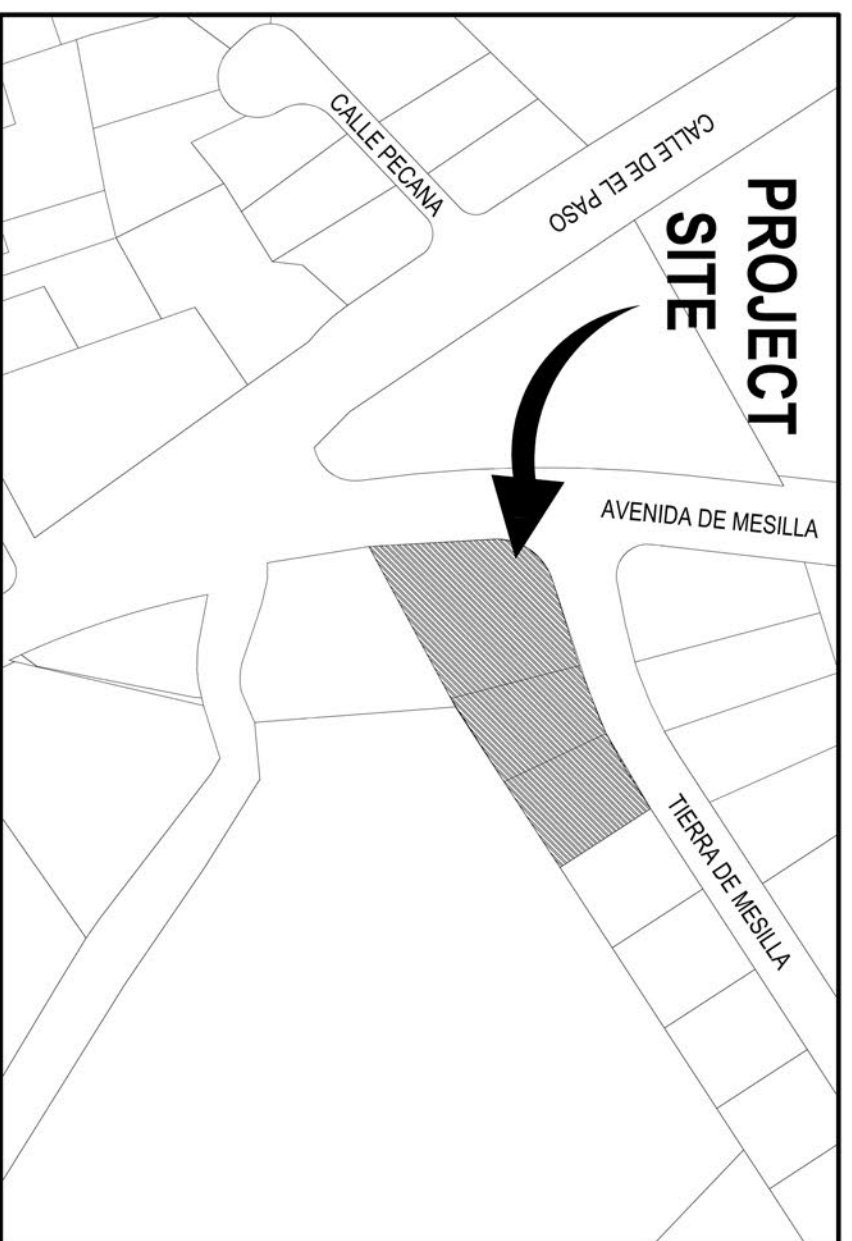 PROJECT
SITE
CALLE DE EL PASO
CALLE PECANA
AVENIDA DE MESILLA
TIERRA DE MESILLA